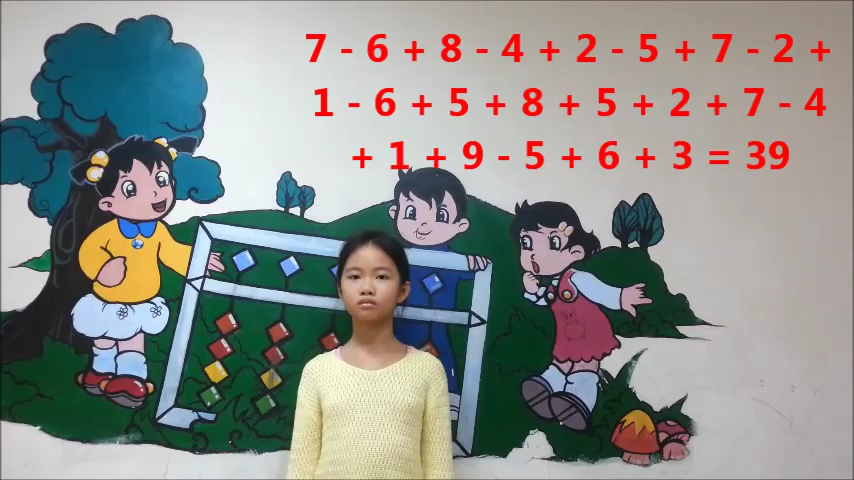 7 - 6 + 8 - 4 + 2 - 5 + 7 - 2 +
1 - 6 + 5 + 8 + 5 + 2 + 7 - 4
+ 1 + 9 - 5 + 6 + 3 = 39